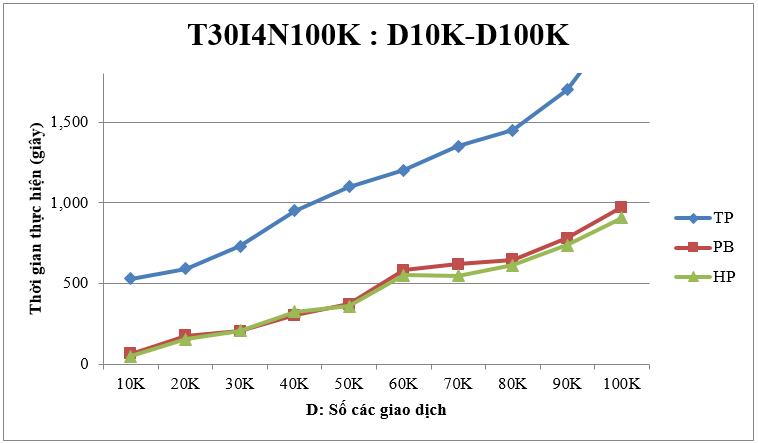 T30I4N100K : D10K-D100K
Thời gian thực hiện (giây)
1,500
1,000
500
0
10K 20K 30K 40K 50K 60K 70K 80K 90K 100K
D: Số các giao dịch
TP
PB
HP